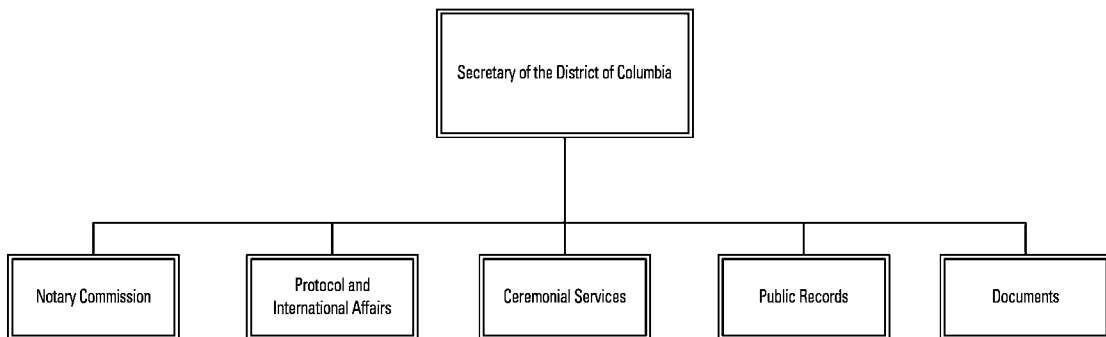 Secretary of the District of Columbia
Notary Commission
Protocol and
International Affairs
Ceremonial Services
Public Records
Documents